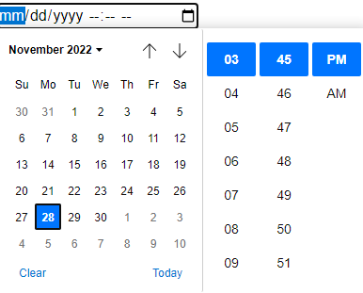 mm/dd/yyyy --:-- --
November 2022
Su Mo Tu We Th Fr Sa
30 31 1 2 3 4 5
6 7 8 9 10 11 12
13 14 15 16 17 18 19
20 21 22 23 24 25 26
27 28 29 30 1 2 3
4 5 6 7 8 9 10
Clear Today
03 45 PM
04 46 AM
05 47
06 48
07 49
08 50
09 51